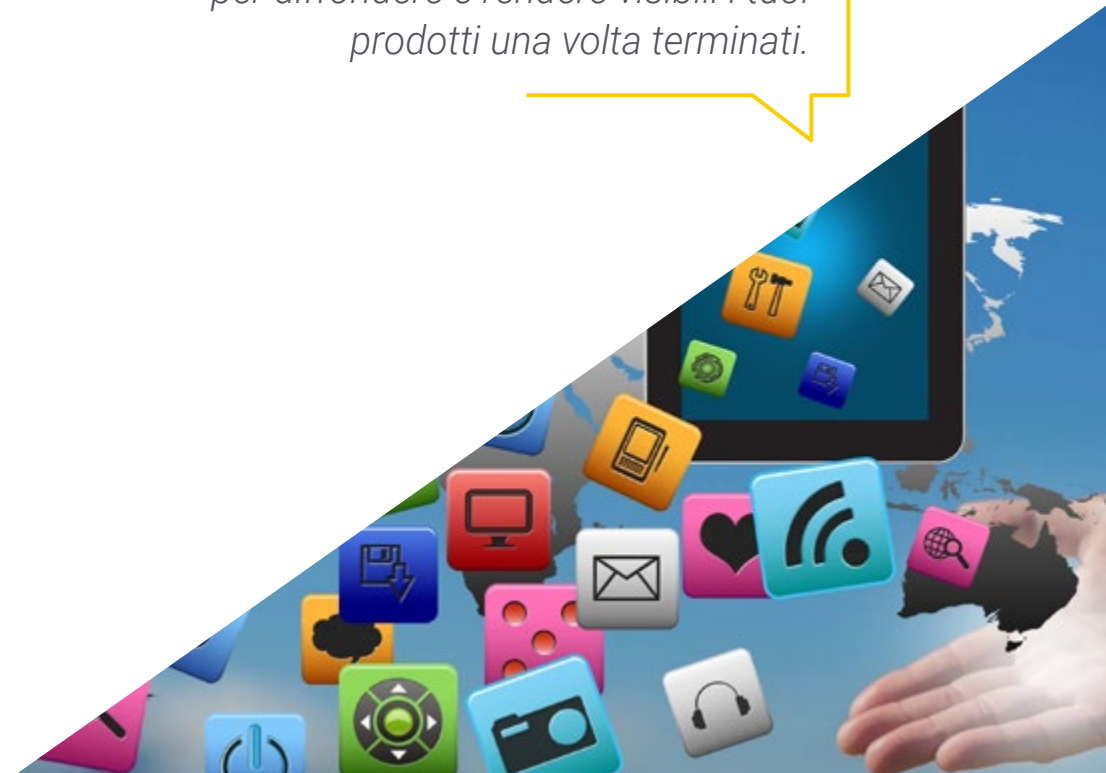 per diffondere e rendere visibili i tuoi
prodotti una volta terminati.